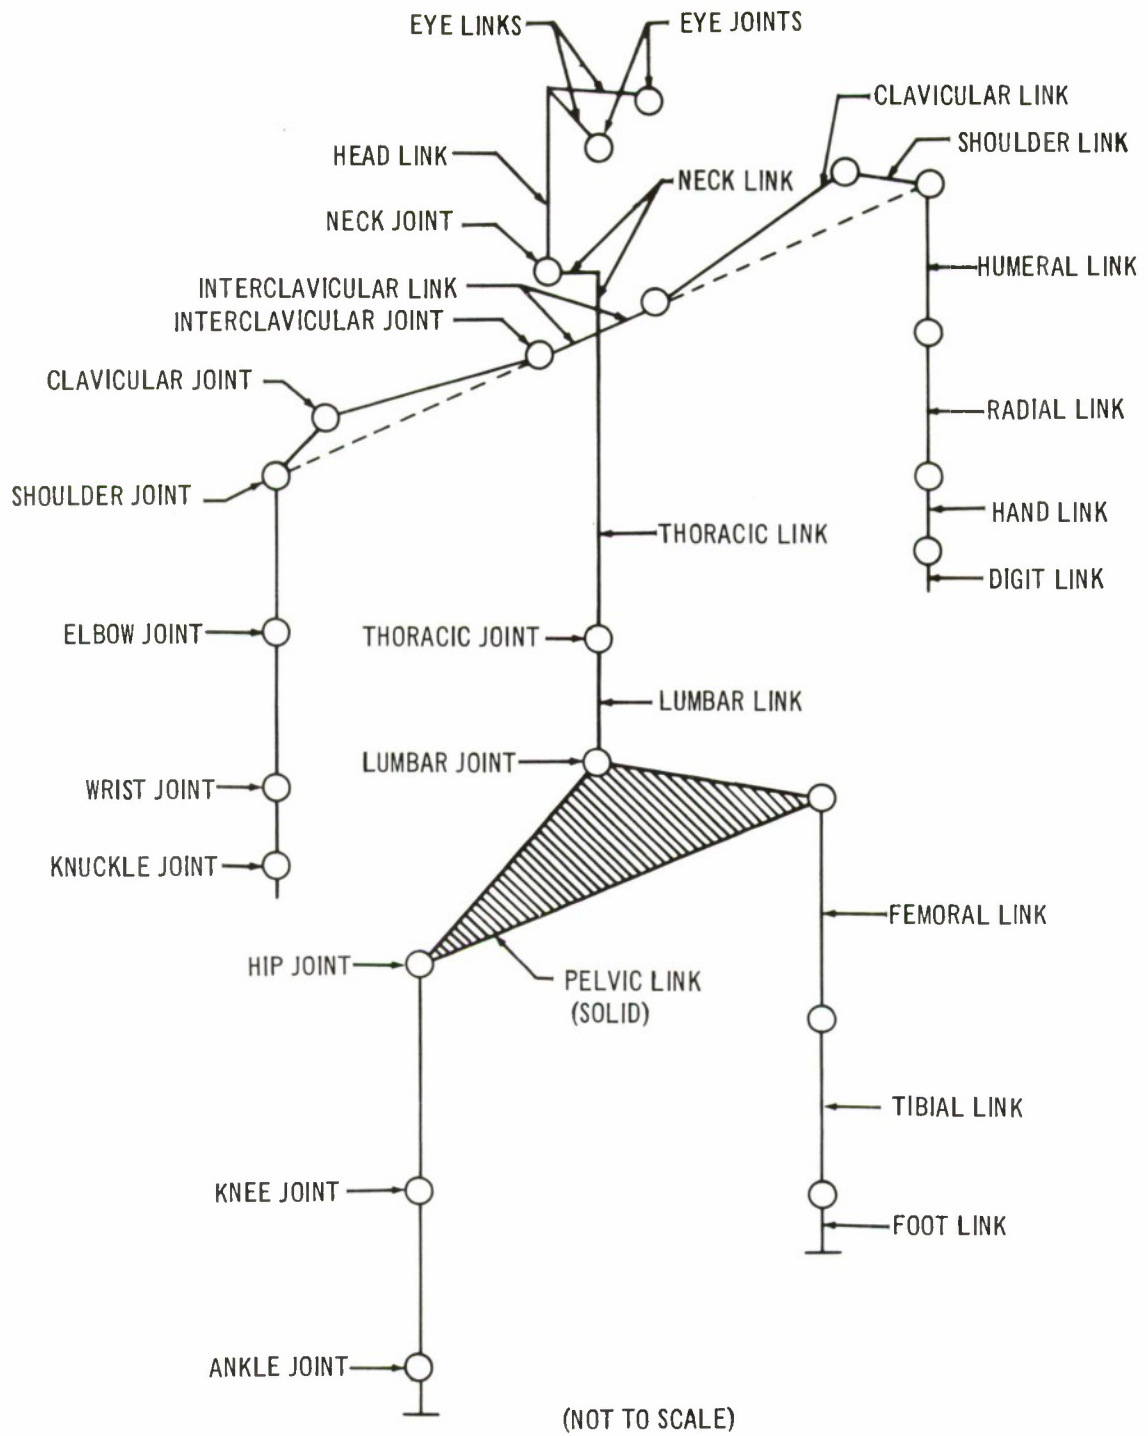 EYE LINKS
EYE JOINTS
CLAVICULAR LINK
SHOULDER LINK
HEAD LINK
NECK LINK
NECK JOINT
HUMERAL LINK
INTERCLAVICULAR LINK
INTERCLAVICULAR JOINT
CLAVICULAR JOINT
RADIAL LINK
SHOULDER JOINT
HAND LINK
THORACIC LINK
DIGIT LINK
ELBOW JOINT
THORACIC JOINT
LUMBAR LINK
LUMBAR JOINT
WRIST JOINT
KNUCKLE JOINT
FEMORAL LINK
HIP JOINT
PELVIC LINK
(SOLID)
TIBIAL LINK
KNEE JOINT
FOOT LINK
ANKLE JOINT
(NOT TO SCALE)